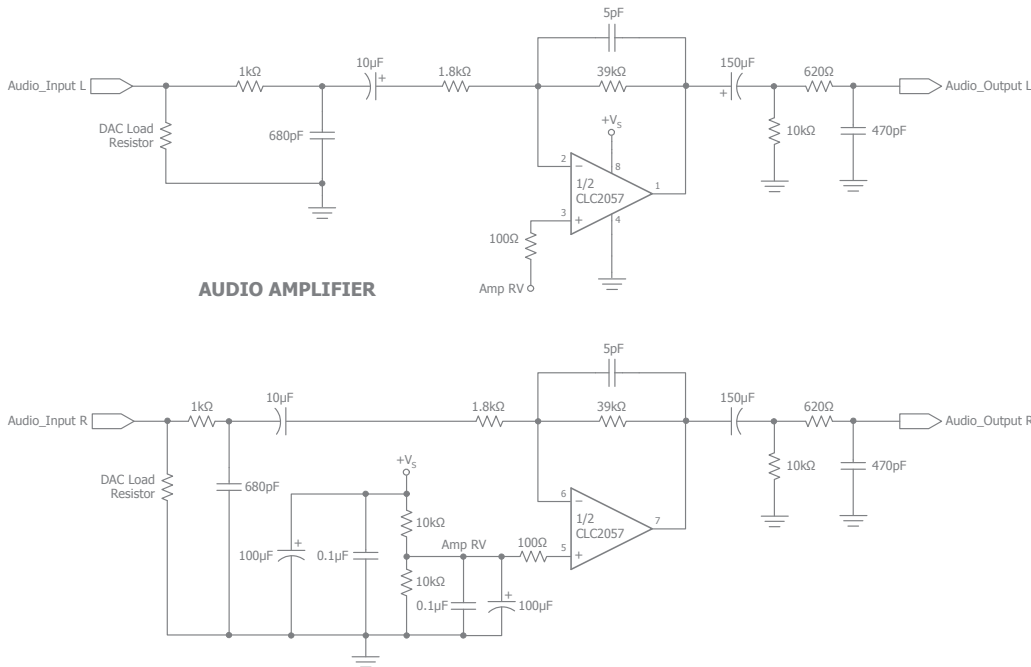 5pF
Audio_Input L
1kΩ
10µF
+
1.8kΩ
39kΩ
150µF
+
620Ω
Audio_Output L
DAC Load
Resistor
680pF
+VS
10kΩ
470pF
2
−
8
1/2
CLC2057
1
3
+
4
100Ω
Amp RV
AUDIO AMPLIFIER
5pF
Audio_Input R
1kΩ
10µF
1.8kΩ
39kΩ
150µF
620Ω
Audio_Output R
DAC Load
Resistor
680pF
+VS
10kΩ
10kΩ
470pF
6
−
1/2
CLC2057
7
100µF
+
0.1µF
Amp RV
100Ω
5
+
10kΩ
0.1µF
+
100µF